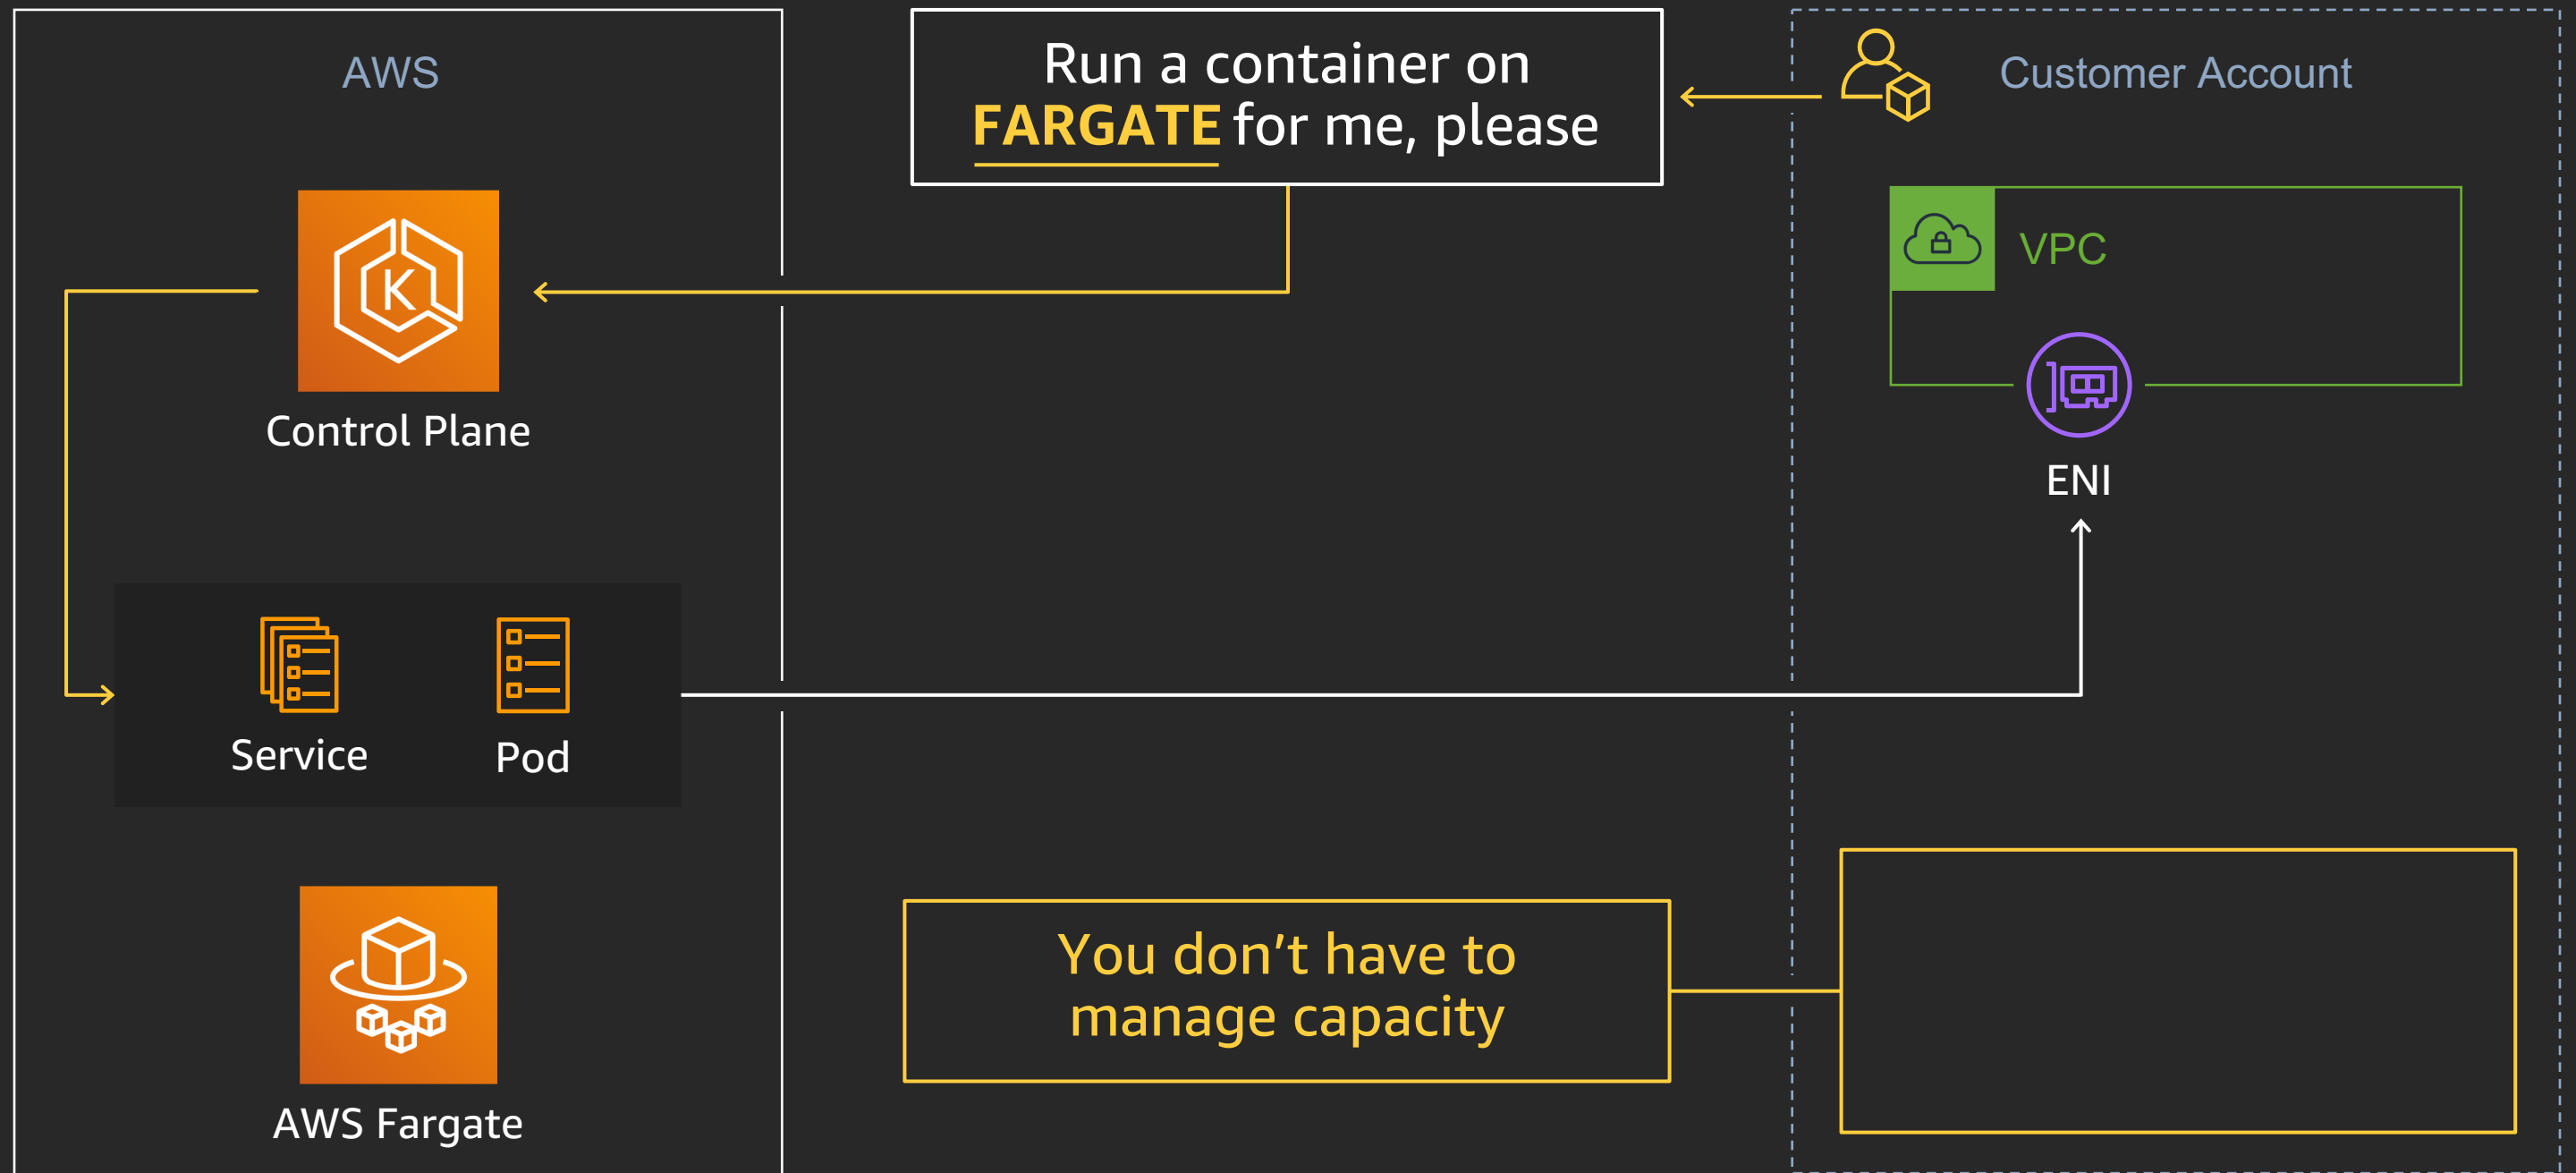 AWS
Run a container on
FARGATE for me, please
Customer Account
VPC
K
Control Plane
ENI
Service
Pod
You don’t have to
manage capacity
AWS Fargate